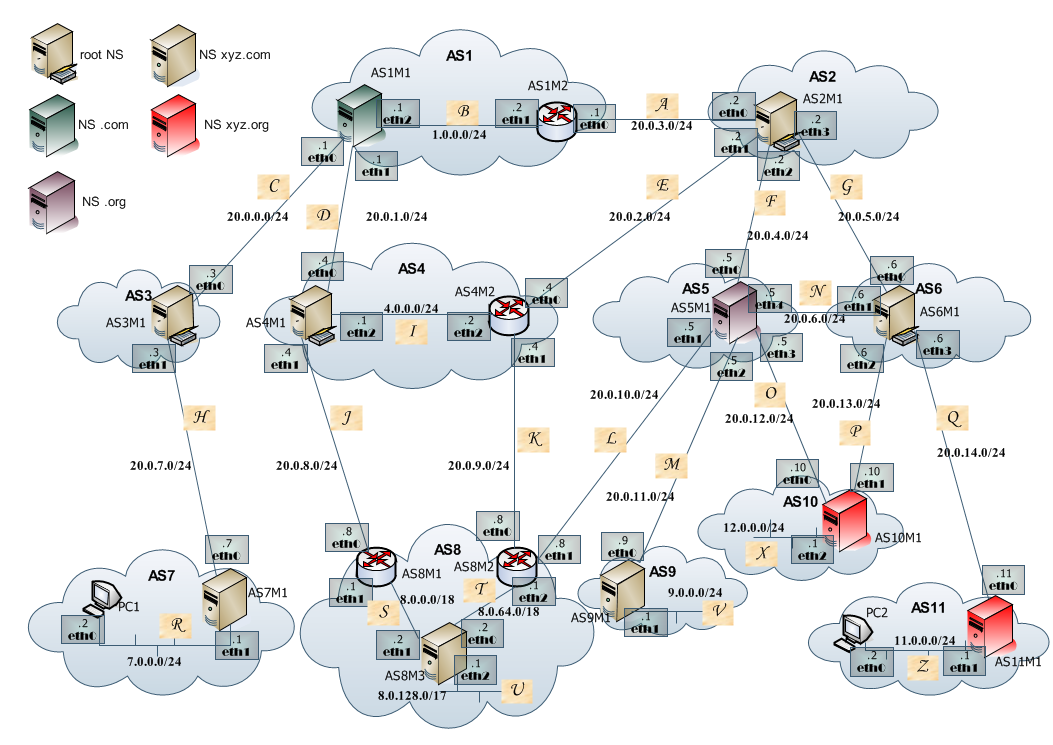 root NS
NS xyz.com
NS .com
NS xyz.org
NS .org
AS1
AS1M1
.1
eth2
B
1.0.0.0/24
.2
eth1
AS1M2
.1
eth0
A
20.0.3.0/24
AS2
AS2M1
.2
eth0
.2
eth3
.2
eth1
.2
eth2
.1
eth0
.1
eth1
C
20.0.0.0/24
D
20.0.1.0/24
E
20.0.2.0/24
F
20.0.4.0/24
G
20.0.5.0/24
AS3
AS3M1
.3
eth0
.3
eth1
AS4
AS4M1
.4
eth0
4.0.0.0/24
.1
eth2
I
.2
eth2
AS4M2
.4
eth0
.4
eth1
.4
eth1
AS5
AS5M1
.5
eth0
.5
eth4
.5
eth1
.5
eth3
.5
eth2
N
20.0.6.0/24
AS6
AS6M1
.6
eth0
.6
eth1
.6
eth2
.6
eth3
H
20.0.7.0/24
J
20.0.8.0/24
K
20.0.9.0/24
L
20.0.10.0/24
M
20.0.11.0/24
O
20.0.12.0/24
20.0.13.0/24
P
Q
20.0.14.0/24
AS10
AS10M1
.10
eth0
.10
eth1
12.0.0.0/24
.1
eth2
X
AS7
AS7M1
.7
eth0
PC1
.2
eth0
R
.1
eth1
7.0.0.0/24
AS8
AS8M1
.8
eth0
.1
eth1
8.0.0.0/18
S
AS8M2
.8
eth0
.8
eth1
.1
eth2
T
8.0.64.0/18
.2
eth1
.2
eth0
AS8M3
.1
eth2
8.0.128.0/17
U
AS9
AS9M1
.9
eth0
.1
eth1
9.0.0.0/24
V
AS11
AS11M1
.11
eth0
PC2
.2
eth0
11.0.0.0/24
Z
.1
eth1